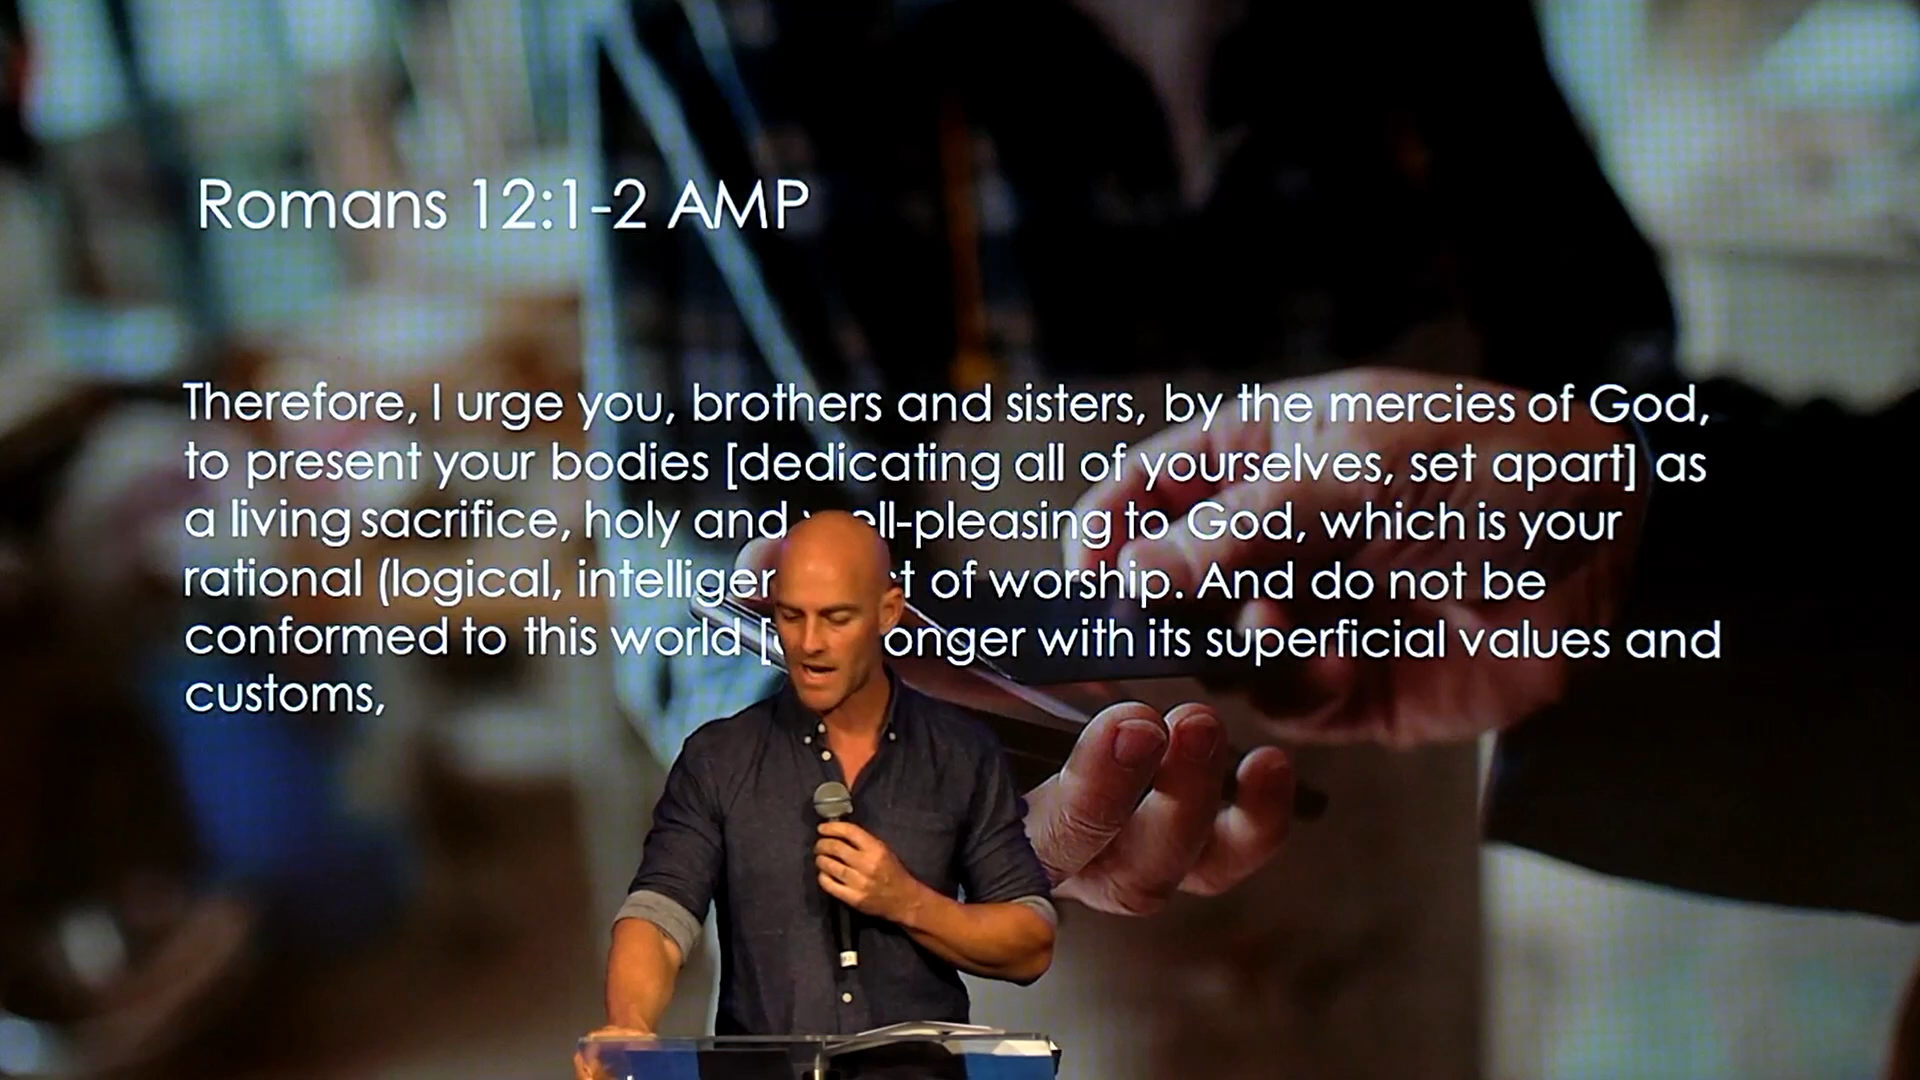 Romans 12:1-2 AMP
Therefore, I urge you, brothers and sisters, by the mercies of God,
to present your bodies [dedicating all of yourselves, set apart] as
a living sacrifice, holy and well-pleasing to God, which is your
rational (logical, of worship. And do not be
conformed to this world with its superficial values and
customs,